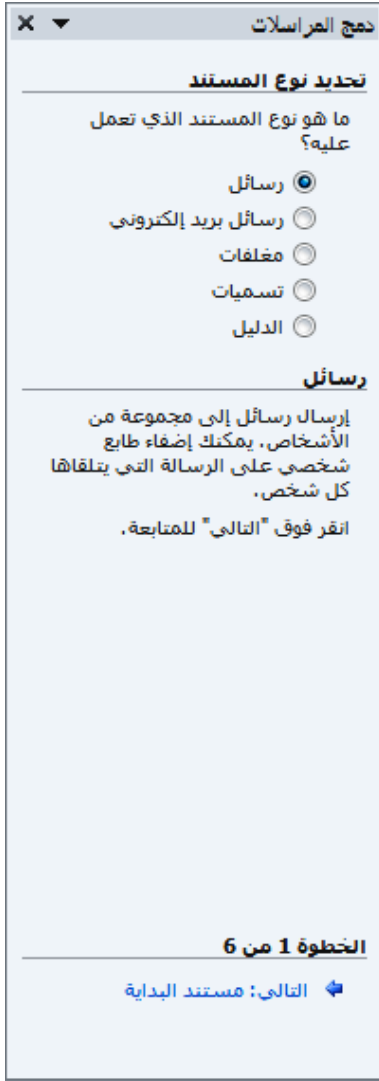 دمج المراسلات
تحديد نوع المستند
ما هو نوع المستند الذي تعمل
عليه؟
رسائل
رسائل بريد إلكتروني
مغلفات
تسميات
الدليل
رسائل
إرسال رسائل إلى مجموعة من
الأشخاص. يمكنك إضفاء طابع
شخصي على الرسالة التي يتلقاها
كل شخص.
انقر فوق "التالي" للمتابعة.
الخطوة 1 من 6
التالي: مستند البداية